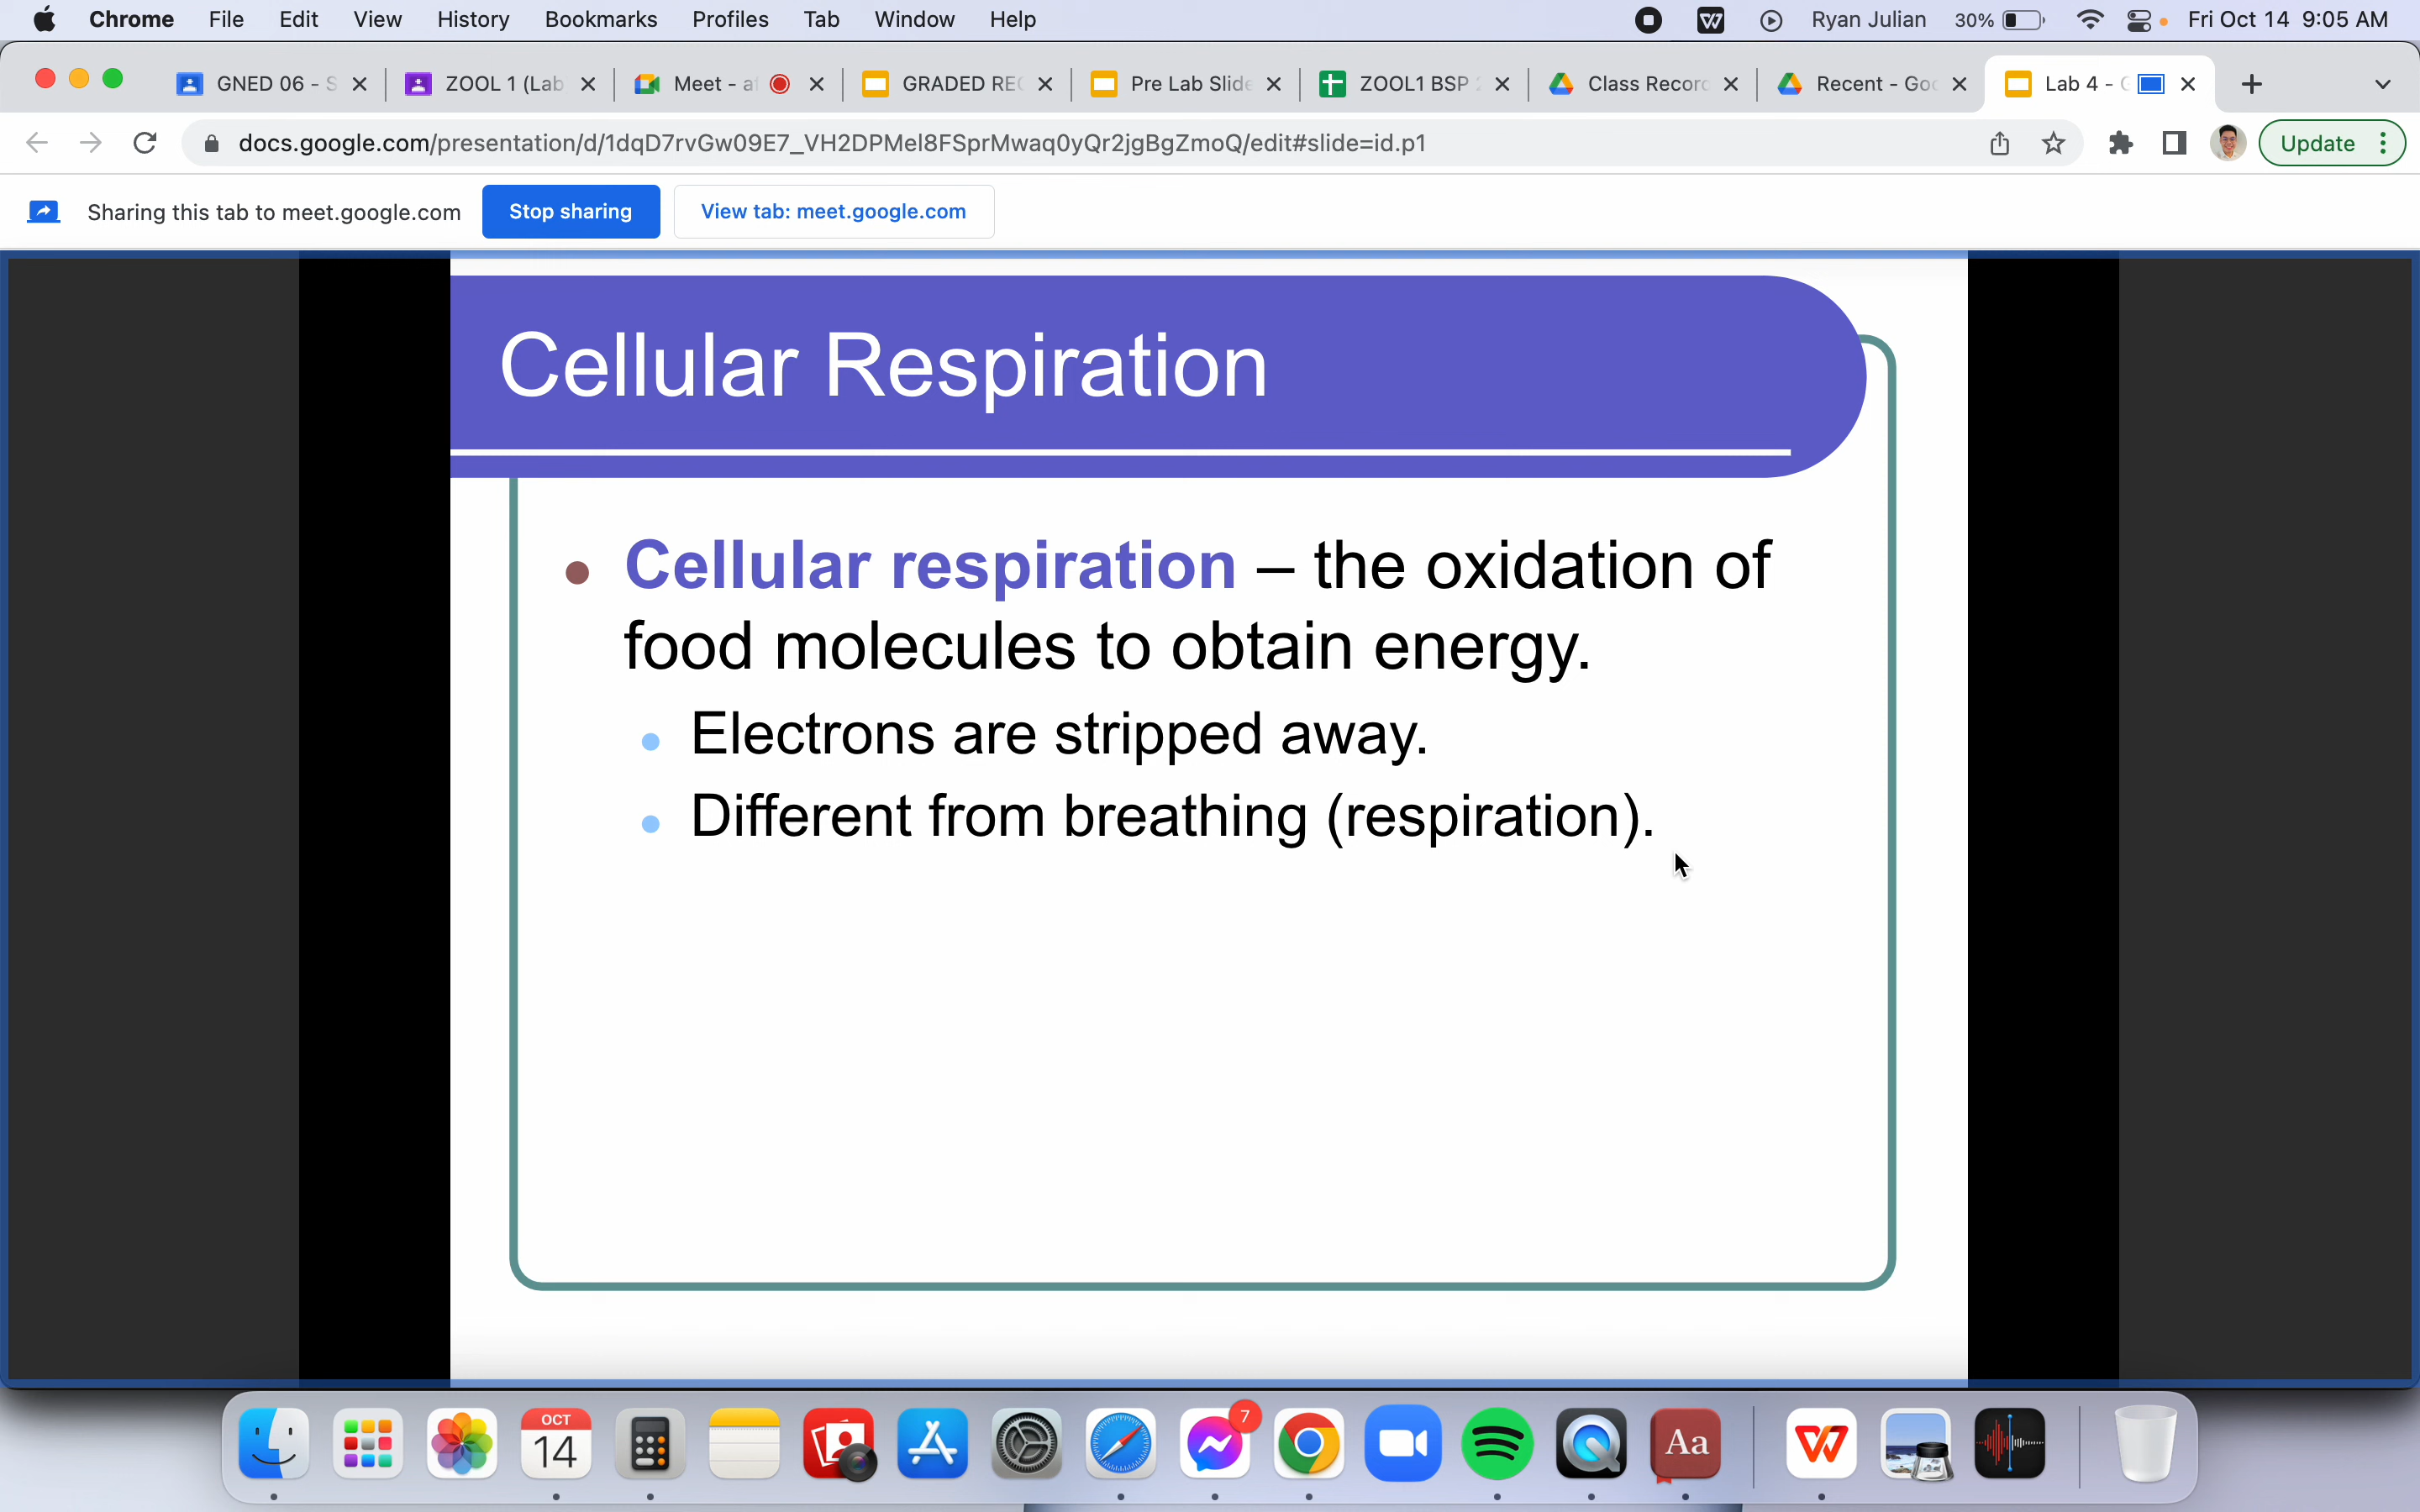 Chrome File Edit View History Bookmarks Profiles Tab Window Help Ryan Julian 30% Fri Oct 14 9:05 AM
GNED 06 - S ZOOL 1 (Lab Meet - a GRADED REC Pre Lab Slide ZOOL1 BSP Class Record Recent - Goo Lab 4 -
docs.google.com/presentation/d/1dqD7rvGw09E7_VH2DPMel8FSprMwaq0yQr2jgBgZmoQ/edit#slide=id.p1 Update
Sharing this tab to meet.google.com Stop sharing View tab: meet.google.com
Cellular Respiration
Cellular respiration – the oxidation of
food molecules to obtain energy.
Electrons are stripped away.
Different from breathing (respiration).
OCT
14
7
Aa